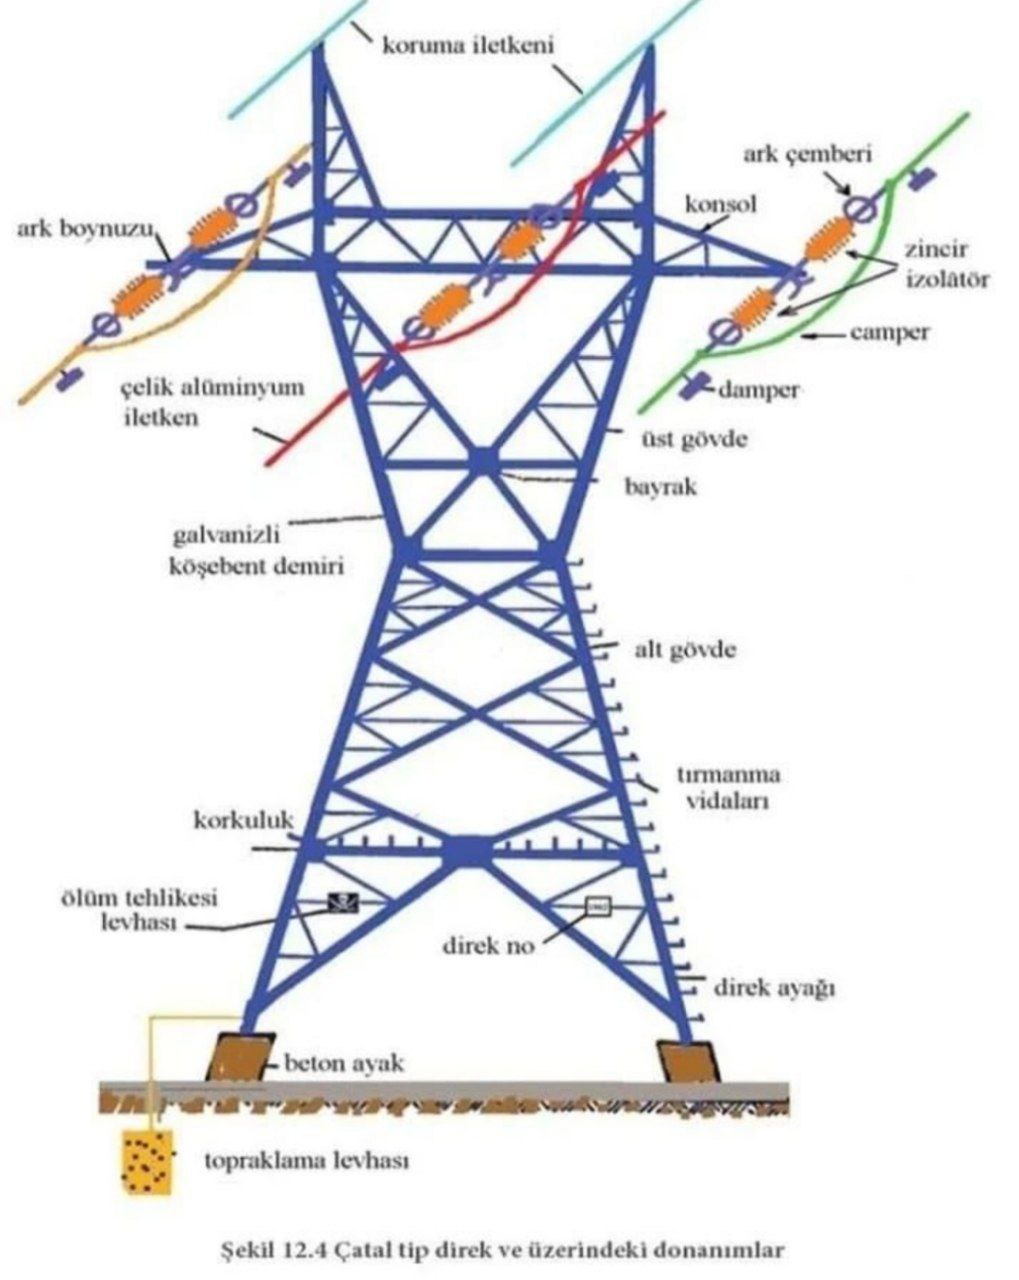 koruma iletkeni
ark çemberi
konsol
ark boynuzu
zincir
izolâtör
camper
çelik alüminyum
iletken
damper
üst gövde
bayrak
galvanizli
köşebent demiri
alt gövde
tırmanma
vidaları
korkuluk
ölüm tehlikesi
levhası
direk no
direk ayağı
beton ayak
topraklama levhası
Şekil 12.4 Çatal tip direk ve üzerindeki donanımlar